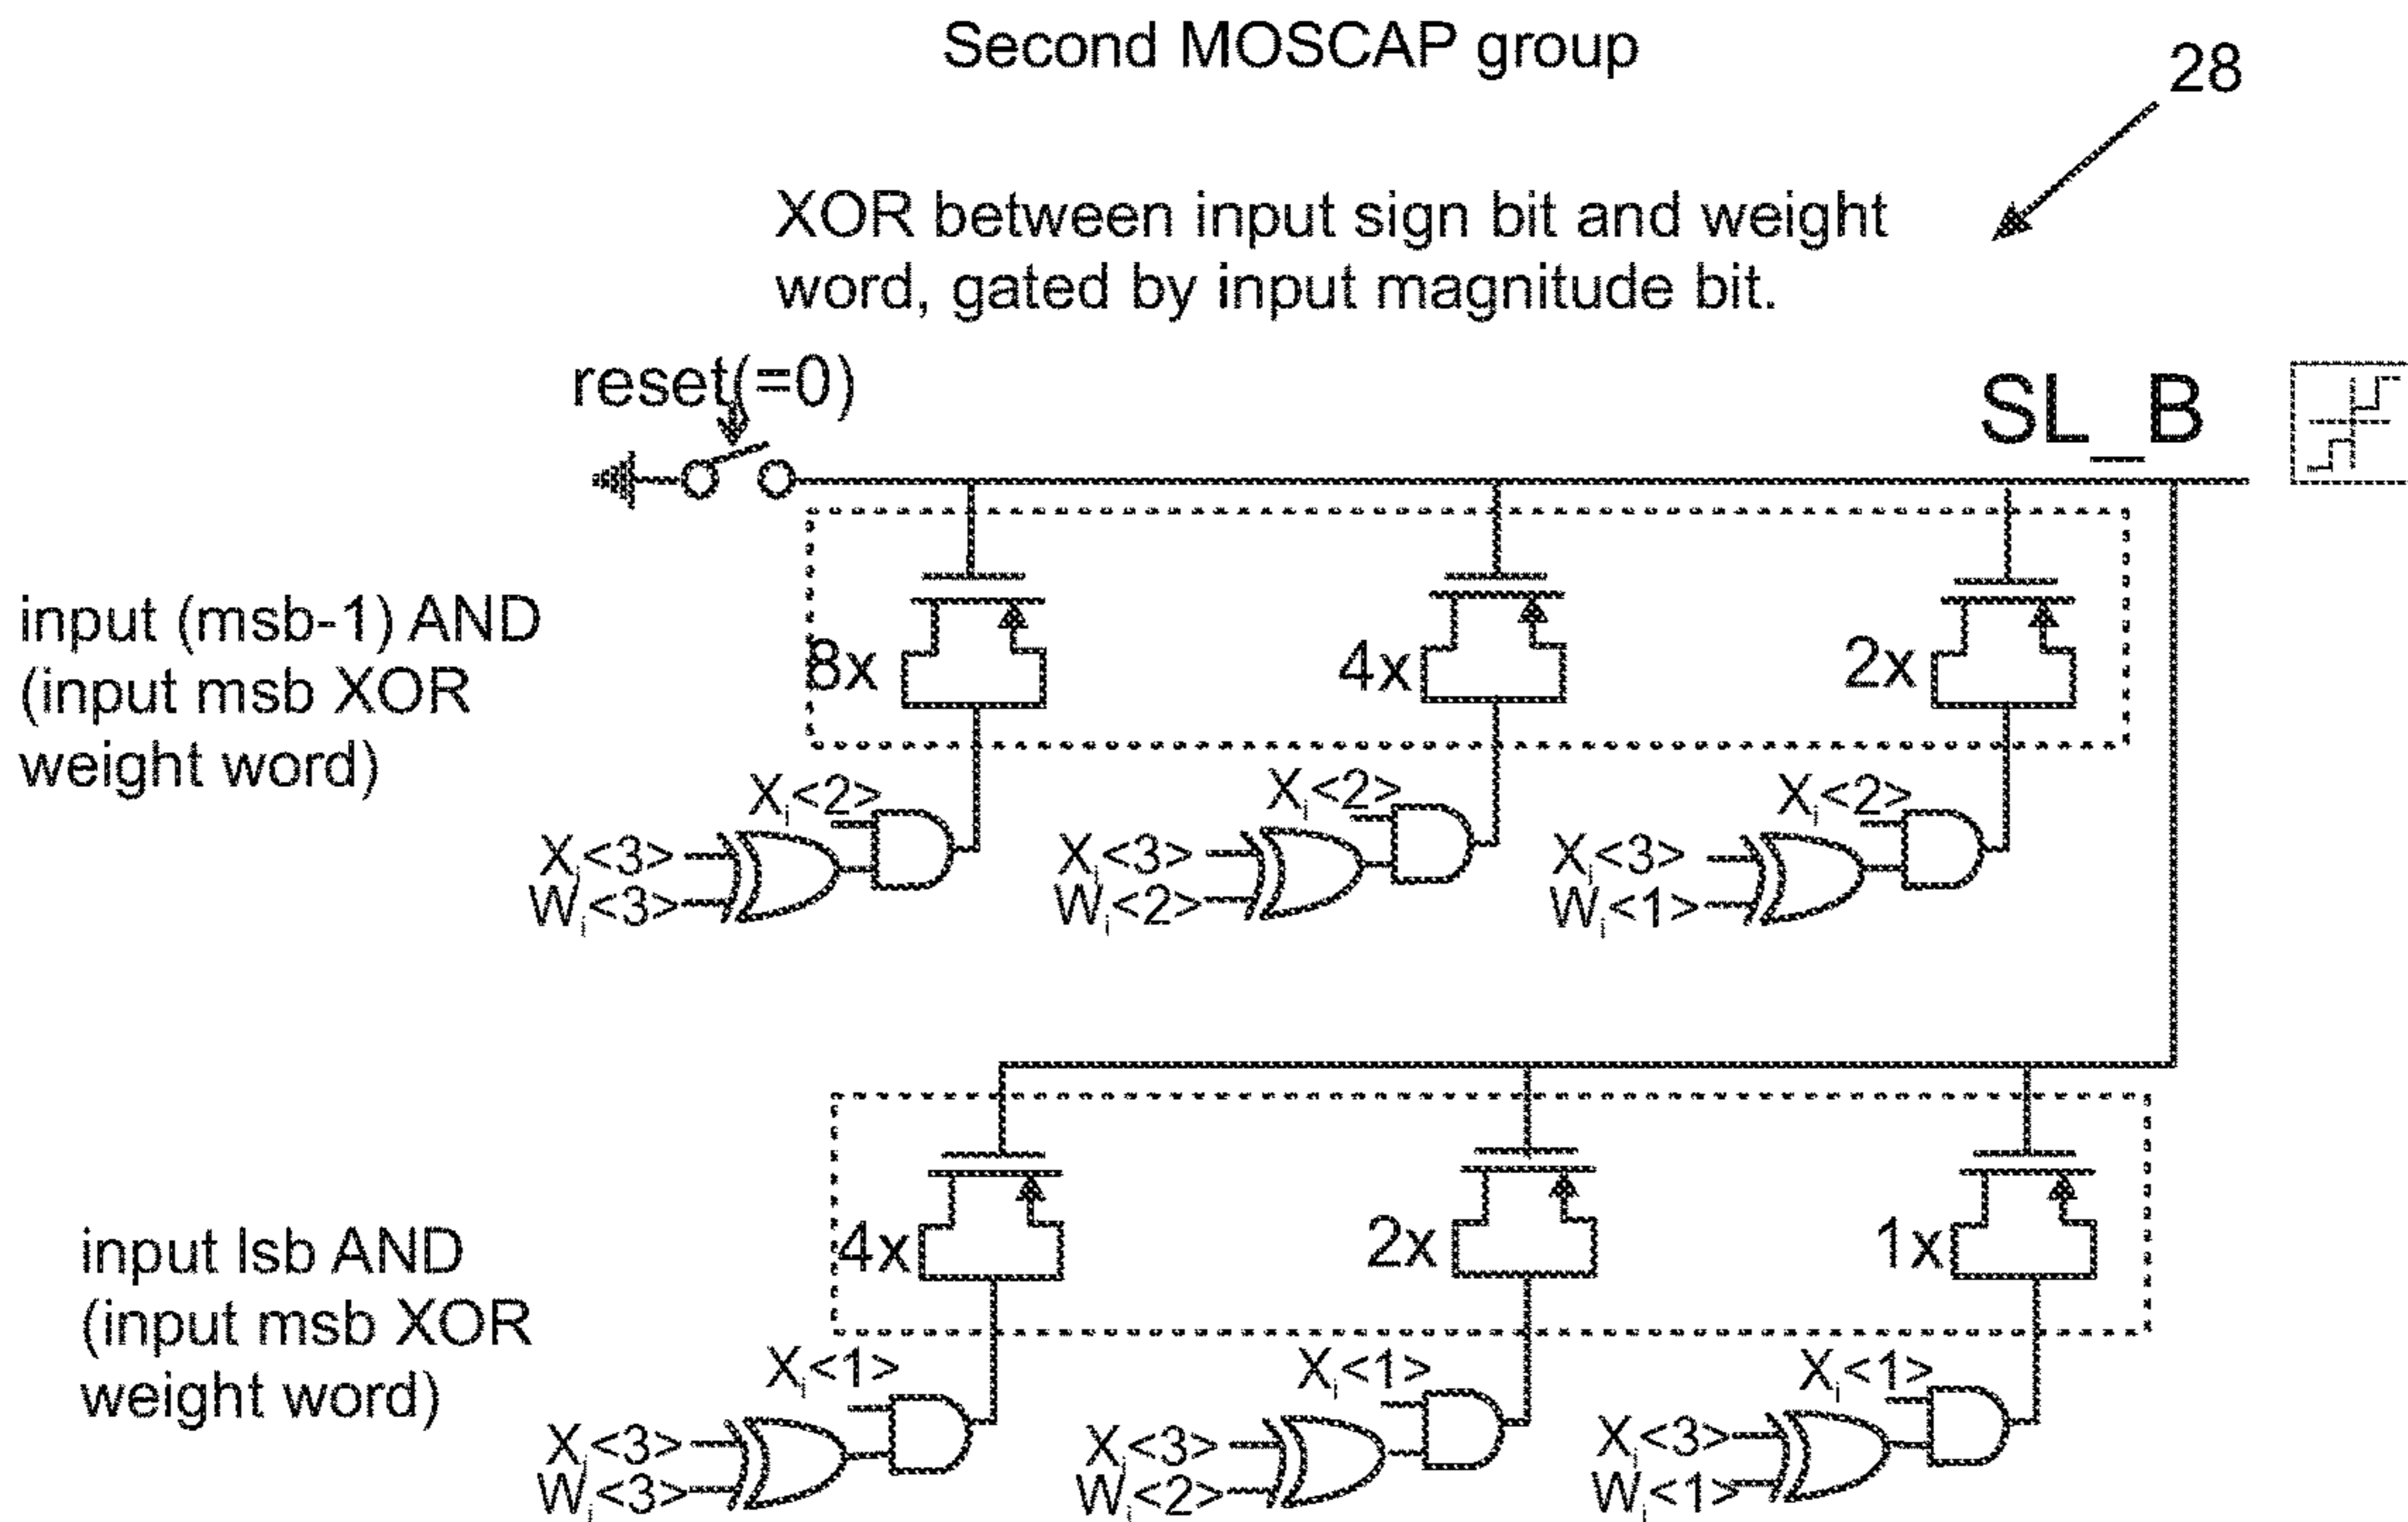 Second MOSCAP group
28
XOR between input sign bit and weight
word, gated by input magnitude bit.
reset(=0)
SL_B
input (msb-1) AND
(input msb XOR
weight word)
8x
4x
2x
Xi<2>
Xi<2>
Xi<2>
Xi<3>
Wi<3>
Xi<3>
Wi<2>
Xi<3>
Wi<1>
input lsb AND
(input msb XOR
weight word)
4x
2x
1x
Xi<1>
Xi<1>
Xi<1>
Xi<3>
Wi<3>
Xi<3>
Wi<2>
Xi<3>
Wi<1>